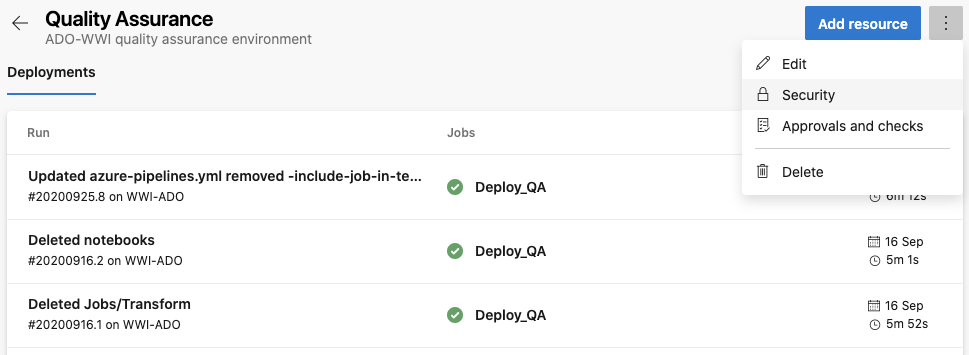 Quality Assurance
ADO-WWI quality assurance environment
Add resource
Deployments
Edit
Security
Approvals and checks
Delete
Run
Jobs
Updated azure-pipelines.yml removed -include-job-in-te...
#20200925.8 on WWI-ADO
Deploy_QA
6m 12s
Deleted notebooks
#20200916.2 on WWI-ADO
Deploy_QA
16 Sep
5m 1s
Deleted Jobs/Transform
#20200916.1 on WWI-ADO
Deploy_QA
16 Sep
5m 52s